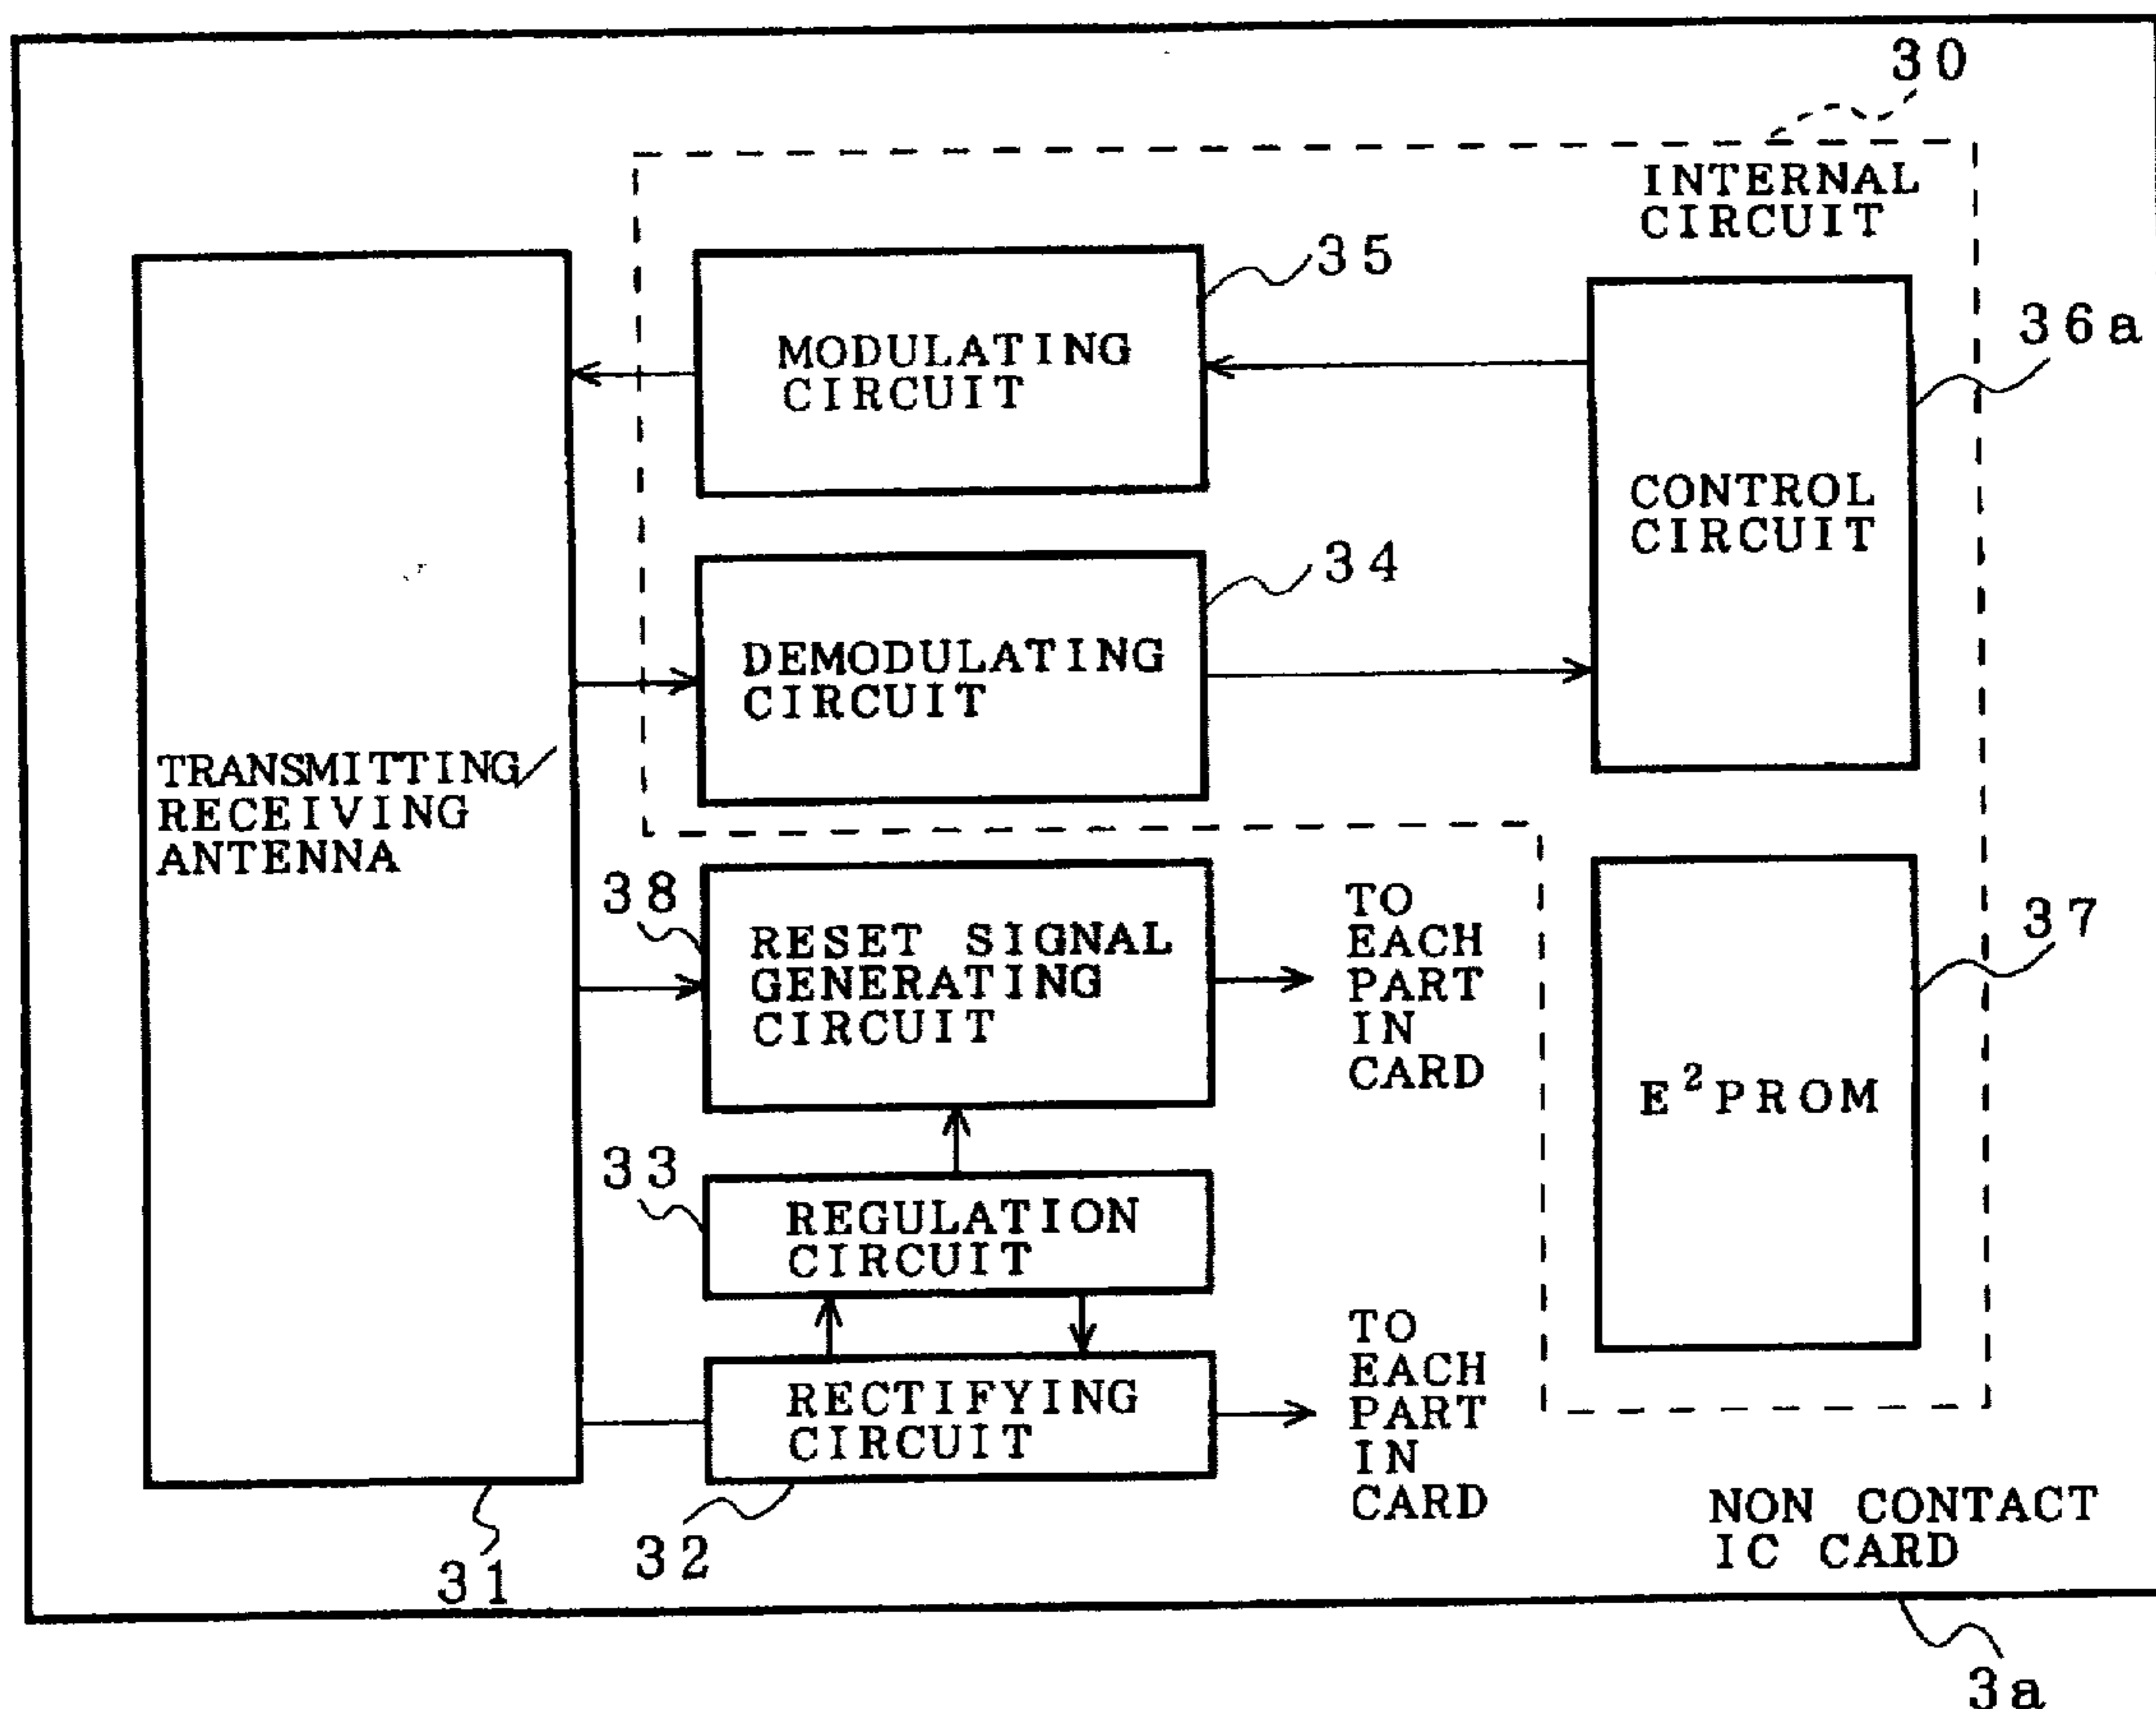 30
INTERNAL
CIRCUIT
35
MODULATING
CIRCUIT
36a
CONTROL
CIRCUIT
34
DEMODULATING
CIRCUIT
TRANSMITTING/
RECEIVING
ANTENNA
38
RESET SIGNAL
GENERATING
CIRCUIT
TO
EACH
PART
IN
CARD
37
E²PROM
33
REGULATION
CIRCUIT
RECTIFYING
CIRCUIT
TO
EACH
PART
IN
CARD
31
32
NON CONTACT
IC CARD
3a